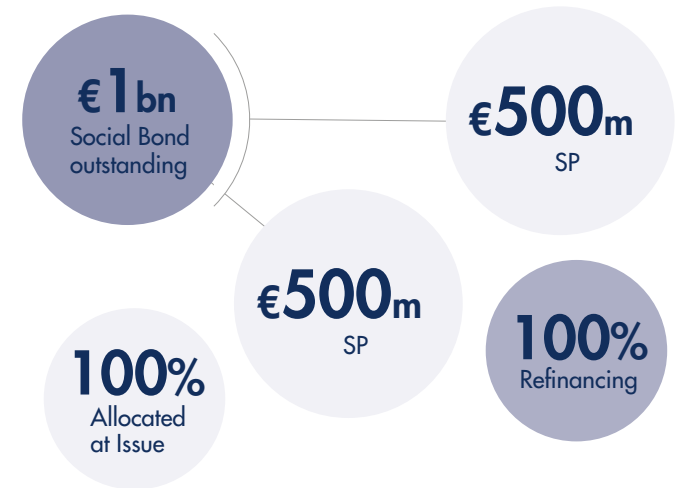 €1bn
Social Bond
outstanding
€500m
SP
€500m
SP
100%
Refinancing
100%
Allocated
at Issue